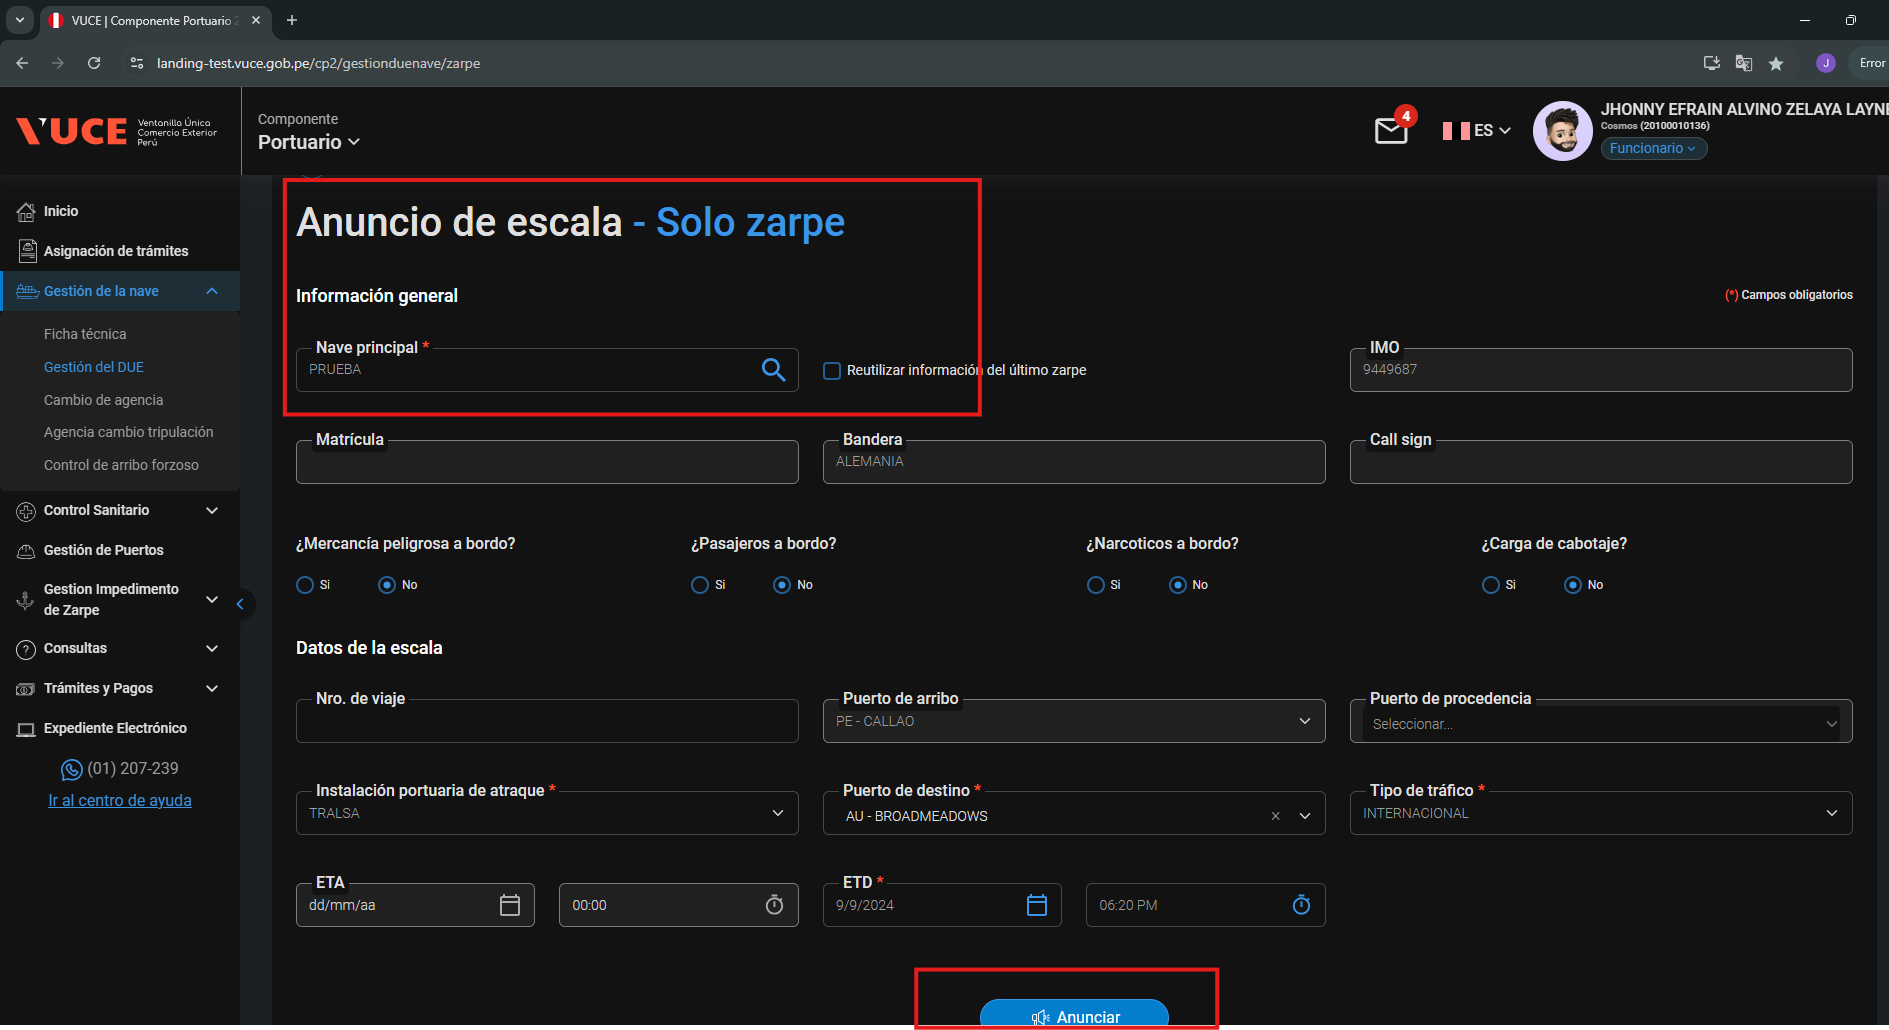 VUCE | Componente Portuario 2
landing-test.vuce.gob.pe/cp2/gestionduenave/zarpe
J
Error
VUCE
Ventanilla Única
Comercio Exterior
Perú
Componente
Portuario
4
ES
JHONNY EFRAIN ALVINO ZELAYA LAYNE
Cosmos (20100010136)
Funcionario
Inicio
Asignación de trámites
Gestión de la nave
Ficha técnica
Gestión del DUE
Cambio de agencia
Agencia cambio tripulación
Control de arribo forzoso
Control Sanitario
Gestión de Puertos
Gestion Impedimento
de Zarpe
Consultas
Trámites y Pagos
Expediente Electrónico
(01) 207-239
Ir al centro de ayuda
Anuncio de escala - Solo zarpe
Información general
(*) Campos obligatorios
Nave principal *
PRUEBA
Reutilizar información del último zarpe
IMO
9449687
Matrícula
Bandera
ALEMANIA
Call sign
¿Mercancía peligrosa a bordo?
Si No
¿Pasajeros a bordo?
Si No
¿Narcoticos a bordo?
Si No
¿Carga de cabotaje?
Si No
Datos de la escala
Nro. de viaje
Puerto de arribo
PE - CALLAO
Puerto de procedencia
Seleccionar...
Instalación portuaria de atraque *
TRALSA
Puerto de destino *
AU - BROADMEADOWS
Tipo de tráfico *
INTERNACIONAL
ETA
dd/mm/aa
00:00
ETD *
9/9/2024
06:20 PM
Anunciar